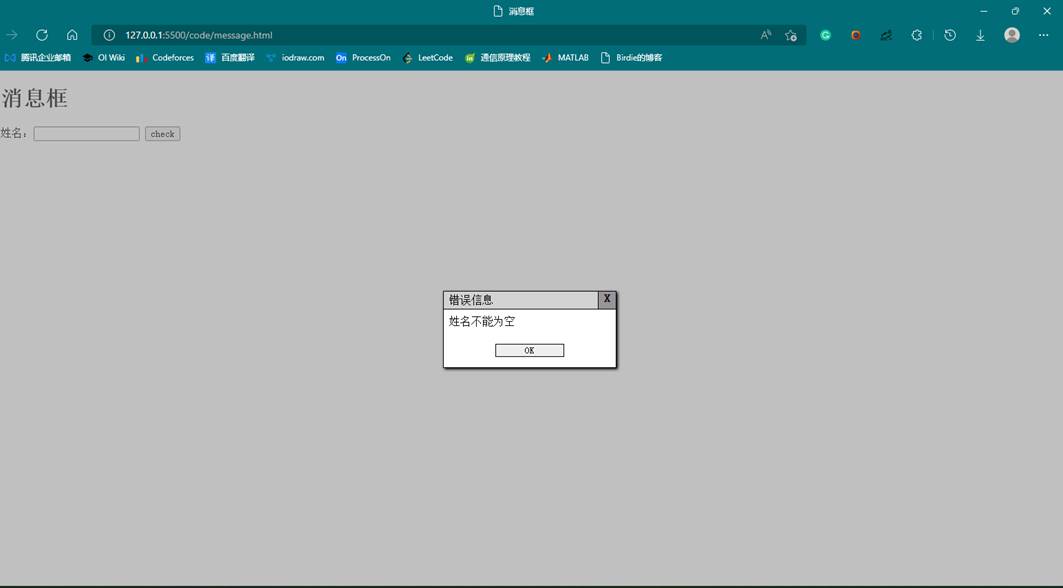 消息框
127.0.0.1:5500/code/message.html
腾讯企业邮箱 OI Wiki Codeforces 译 百度翻译 iodraw.com On ProcessOn LeetCode 通信原理教程 MATLAB Birdie的博客
消息框
姓名： check
错误信息 X
姓名不能为空
OK